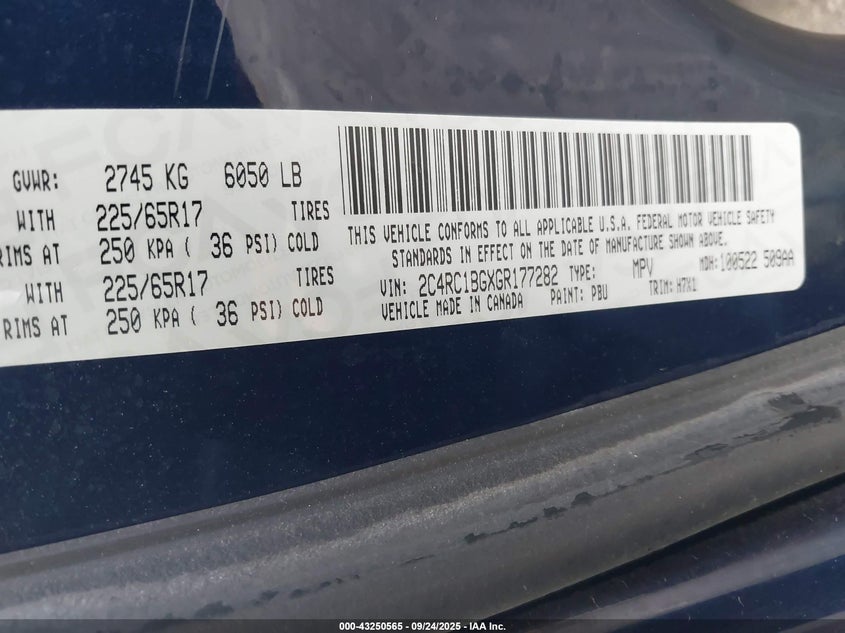 GVWR: 2745 KG 6050 LB
WITH 225/65R17 TIRES
RIMS AT 250 KPA ( 36 PSI) COLD
WITH 225/65R17 TIRES
RIMS AT 250 KPA ( 36 PSI) COLD
THIS VEHICLE CONFORMS TO ALL APPLICABLE U.S.A. FEDERAL MOTOR VEHICLE SAFETY
STANDARDS IN EFFECT ON THE DATE OF MANUFACTURE SHOWN ABOVE.
VIN: 2C4RC1BGXGR177282 TYPE: MPV MDH: 100522 509AA
VEHICLE MADE IN CANADA PAINT: PBU TRIM: H7X1
000-43250565 - 09/24/2025 - IAA Inc.